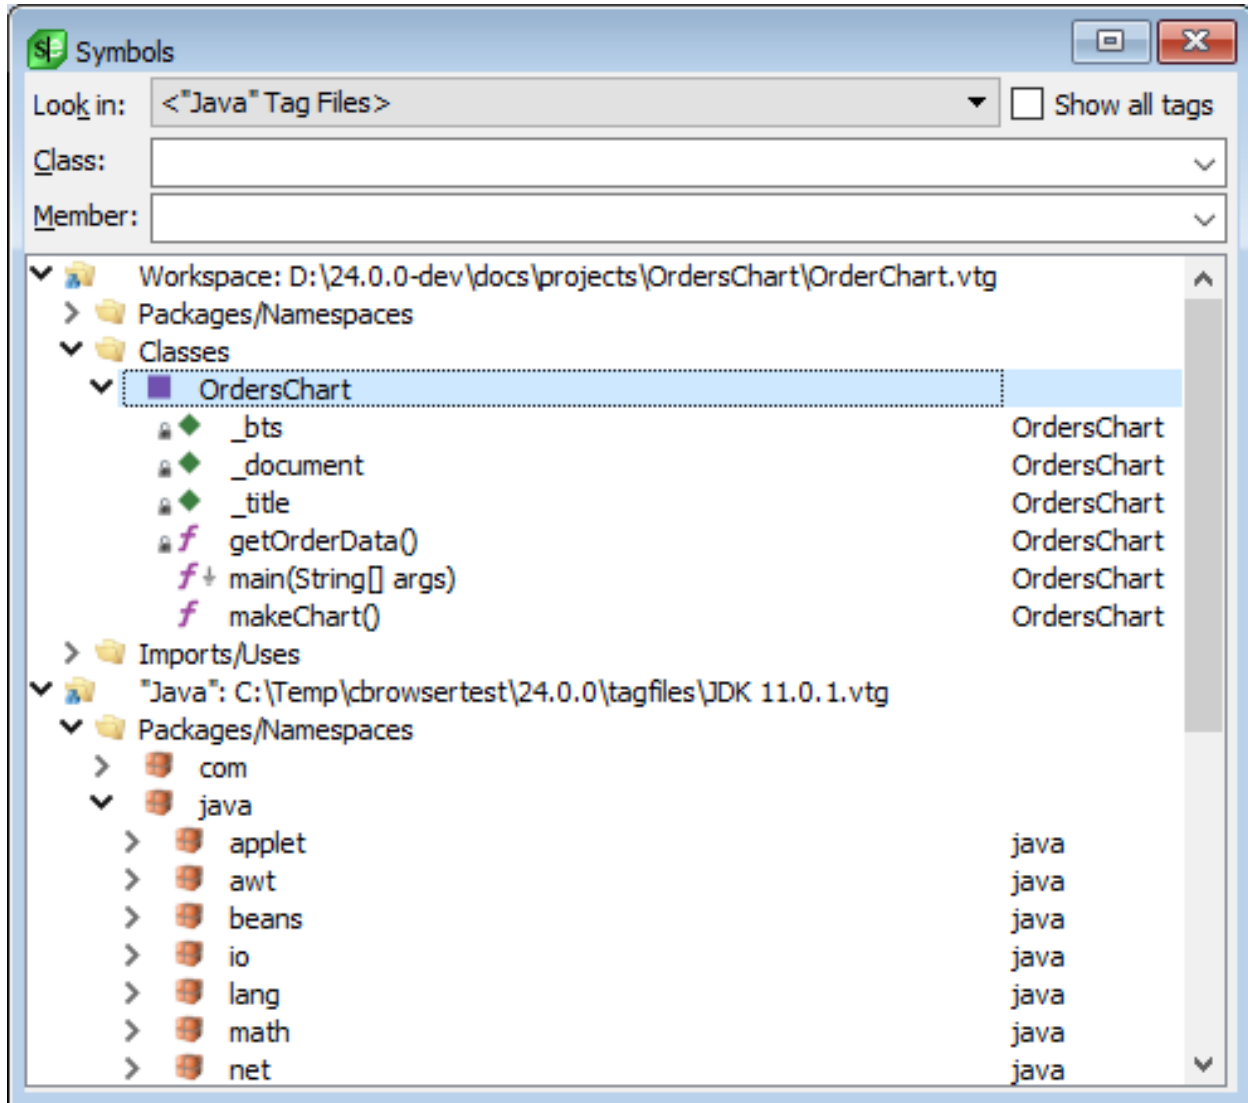 Symbols
Look in: <"Java" Tag Files> Show all tags
Class:
Member:
Workspace: D:\24.0.0-dev\docs\projects\OrdersChart\OrderChart.vtg
Packages/Namespaces
Classes
OrdersChart
_bts OrdersChart
_document OrdersChart
_title OrdersChart
getOrderData() OrdersChart
main(String[] args) OrdersChart
makeChart() OrdersChart
Imports/Uses
"Java": C:\Temp\cbrowsertest\24.0.0\tagfiles\JDK 11.0.1.vtg
Packages/Namespaces
com
java
applet java
awt java
beans java
io java
lang java
math java
net java